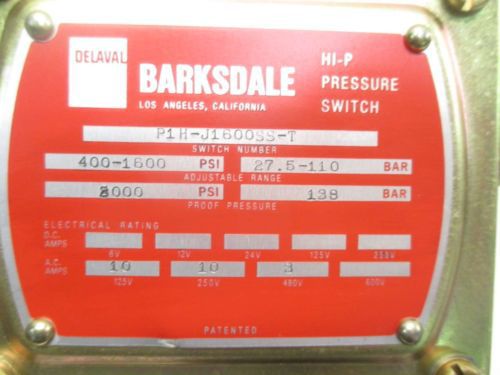 DELAVAL
BARKSDALE
LOS ANGELES, CALIFORNIA
HI-P
PRESSURE
SWITCH
P1H-J1600SS-T
SWITCH NUMBER
400-1600 PSI 27.5-110 BAR
ADJUSTABLE RANGE
2000 PSI 138 BAR
PROOF PRESSURE
ELECTRICAL RATING
D.C.
AMPS
6V 12V 24V 125V 250V
A.C.
AMPS
10 10 3
125V 250V 480V 600V
PATENTED